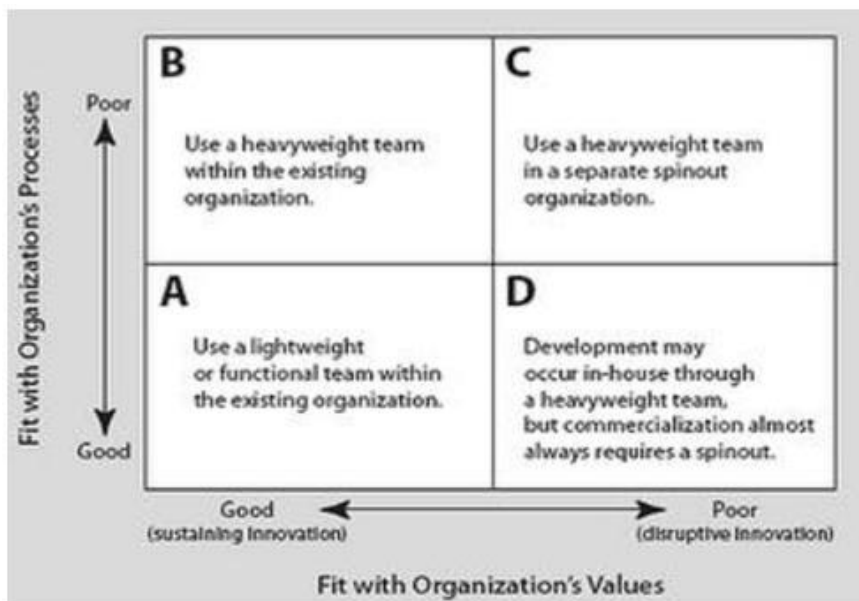 Fit with Organization's Processes
Poor
Good
B
Use a heavyweight team
within the existing
organization.
C
Use a heavyweight team
in a separate spinout
organization.
A
Use a lightweight
or functional team within
the existing organization.
D
Development may
occur in-house through
a heavyweight team,
but commercialization almost
always requires a spinout.
Good
(sustaining innovation)
Poor
(disruptive innovation)
Fit with Organization's Values